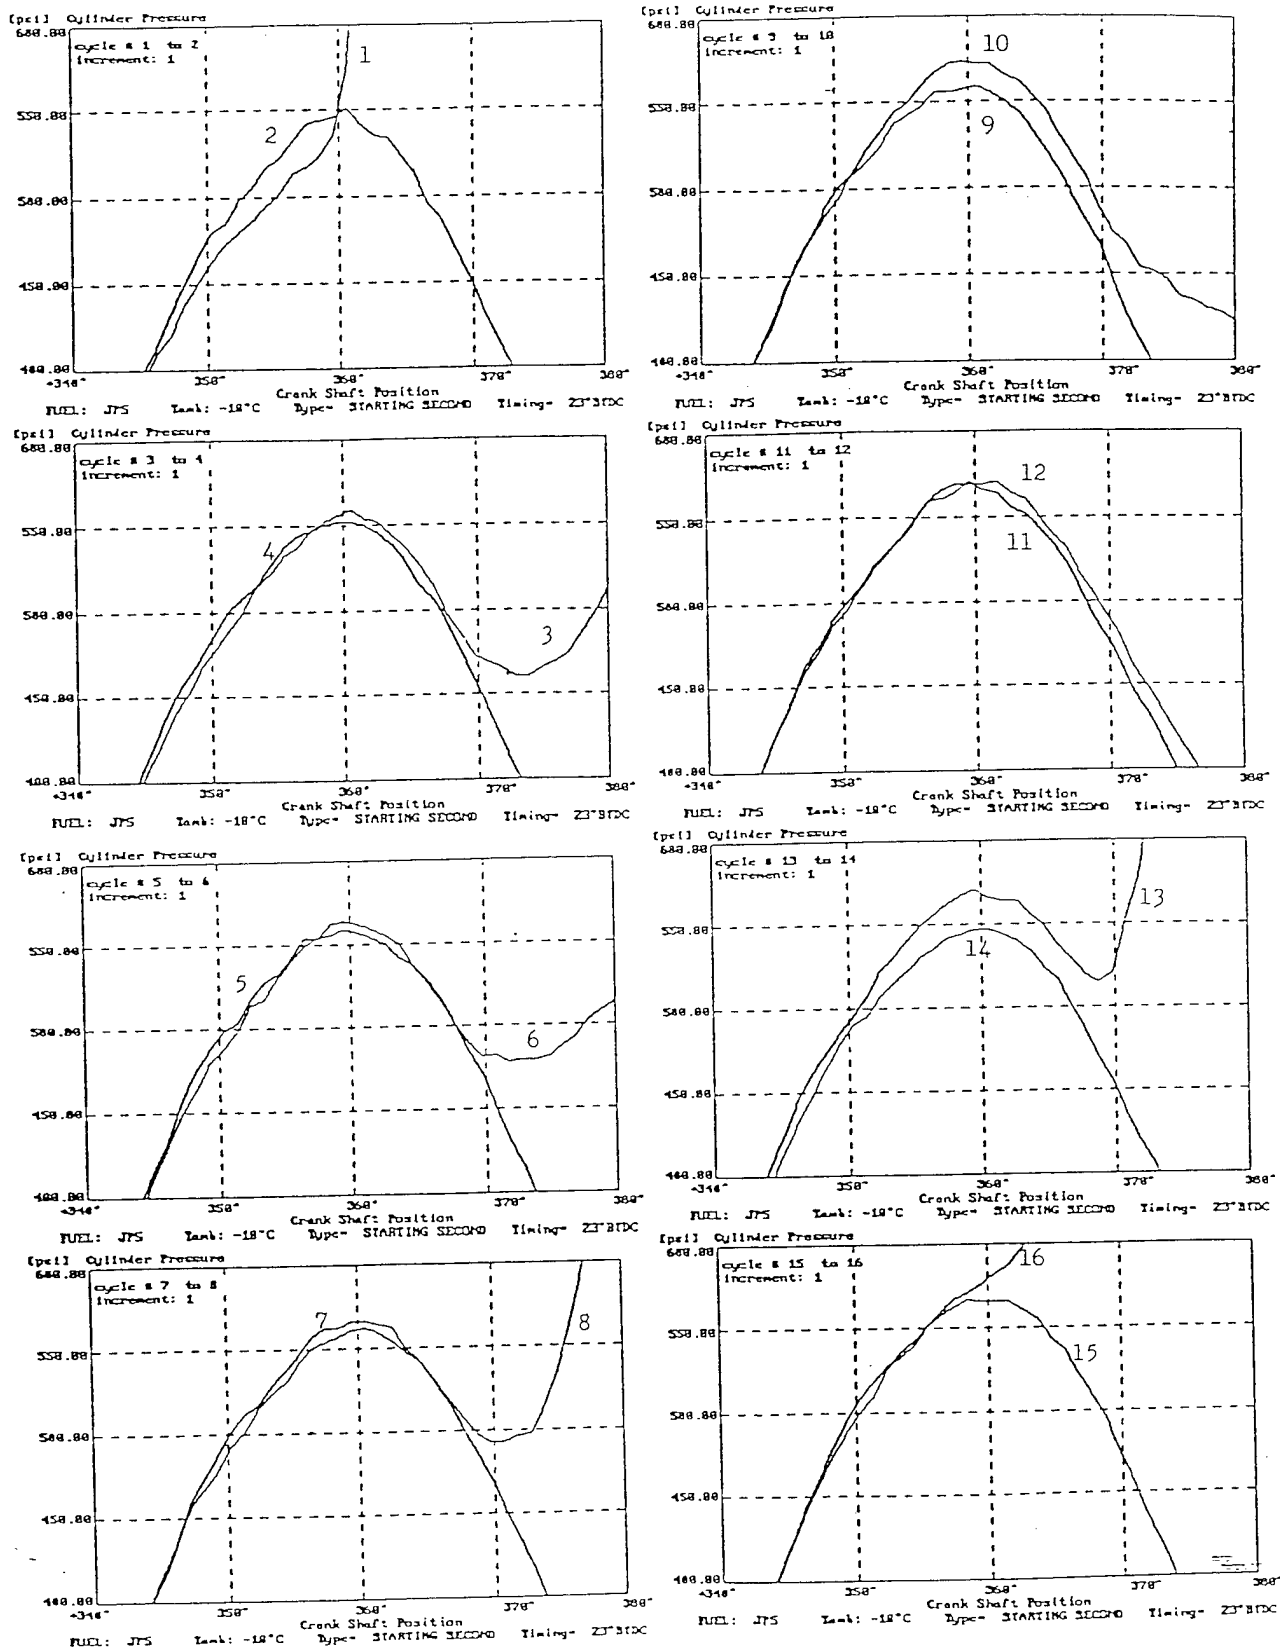 [psi] Cylinder Pressure
600.00
cycle # 1 to 2
increment: 1
1
2
550.00
500.00
450.00
400.00
+340° 350° 360° 370° 380°
Crank Shaft Position
FUEL: JP5 Tamb: -10°C Type= STARTING SECOND Timing= 23°BTDC
[psi] Cylinder Pressure
600.00
cycle # 3 to 4
increment: 1
550.00
4
500.00
3
450.00
400.00
+340° 350° 360° 370° 380°
Crank Shaft Position
FUEL: JP5 Tamb: -10°C Type= STARTING SECOND Timing= 23°BTDC
[psi] Cylinder Pressure
600.00
cycle # 5 to 6
increment: 1
550.00
5
500.00
6
450.00
400.00
+340° 350° 360° 370° 380°
Crank Shaft Position
FUEL: JP5 Tamb: -10°C Type= STARTING SECOND Timing= 23°BTDC
[psi] Cylinder Pressure
600.00
cycle # 7 to 8
increment: 1
7
8
550.00
500.00
450.00
400.00
+340° 350° 360° 370° 380°
Crank Shaft Position
FUEL: JP5 Tamb: -10°C Type= STARTING SECOND Timing= 23°BTDC
[psi] Cylinder Pressure
600.00
cycle # 9 to 10
increment: 1
10
550.00
9
500.00
450.00
400.00
+340° 350° 360° 370° 380°
Crank Shaft Position
FUEL: JP5 Tamb: -10°C Type= STARTING SECOND Timing= 23°BTDC
[psi] Cylinder Pressure
600.00
cycle # 11 to 12
increment: 1
12
550.00
11
500.00
450.00
400.00
+340° 350° 360° 370° 380°
Crank Shaft Position
FUEL: JP5 Tamb: -10°C Type= STARTING SECOND Timing= 23°BTDC
[psi] Cylinder Pressure
600.00
cycle # 13 to 14
increment: 1
13
550.00
14
500.00
450.00
400.00
+340° 350° 360° 370° 380°
Crank Shaft Position
FUEL: JP5 Tamb: -10°C Type= STARTING SECOND Timing= 23°BTDC
[psi] Cylinder Pressure
600.00
cycle # 15 to 16
increment: 1
16
550.00
15
500.00
450.00
400.00
+340° 350° 360° 370° 380°
Crank Shaft Position
FUEL: JP5 Tamb: -10°C Type= STARTING SECOND Timing= 23°BTDC